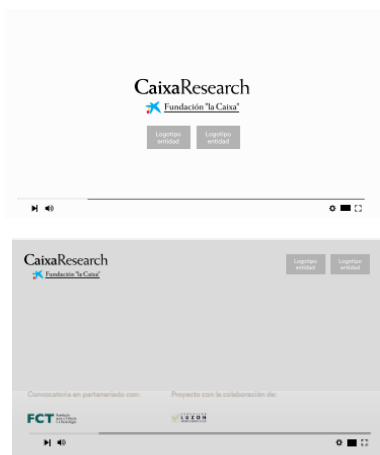 CaixaResearch
Fundación "la Caixa"
Logotipo entidad
Logotipo entidad
CaixaResearch
Fundación "la Caixa"
Logotipo entidad
Logotipo entidad
Convocatoria en partenariado con:
Proyecto con la colaboración de:
FCT
LUZÓN